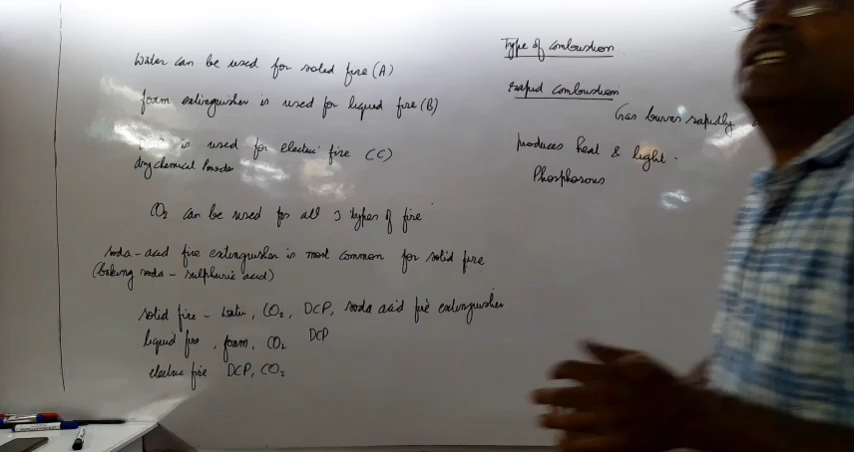 Water can be used for solid fire (A)
foam extinguisher is used for liquid fire (B)
is used for electric fire (C)
dry chemical
CO₂ can be used for all 3 types of fire
soda-acid fire extinguisher is most common for solid fire
(baking soda - sulphuric acid)
solid fire - water, CO₂, DCP, soda acid fire extinguisher
liquid fire, foam, CO₂ DCP
electric fire DCP, CO₂
Type of combustion
Rapid combustion
Gas burns rapidly
produces heat & light.
Phosphorous